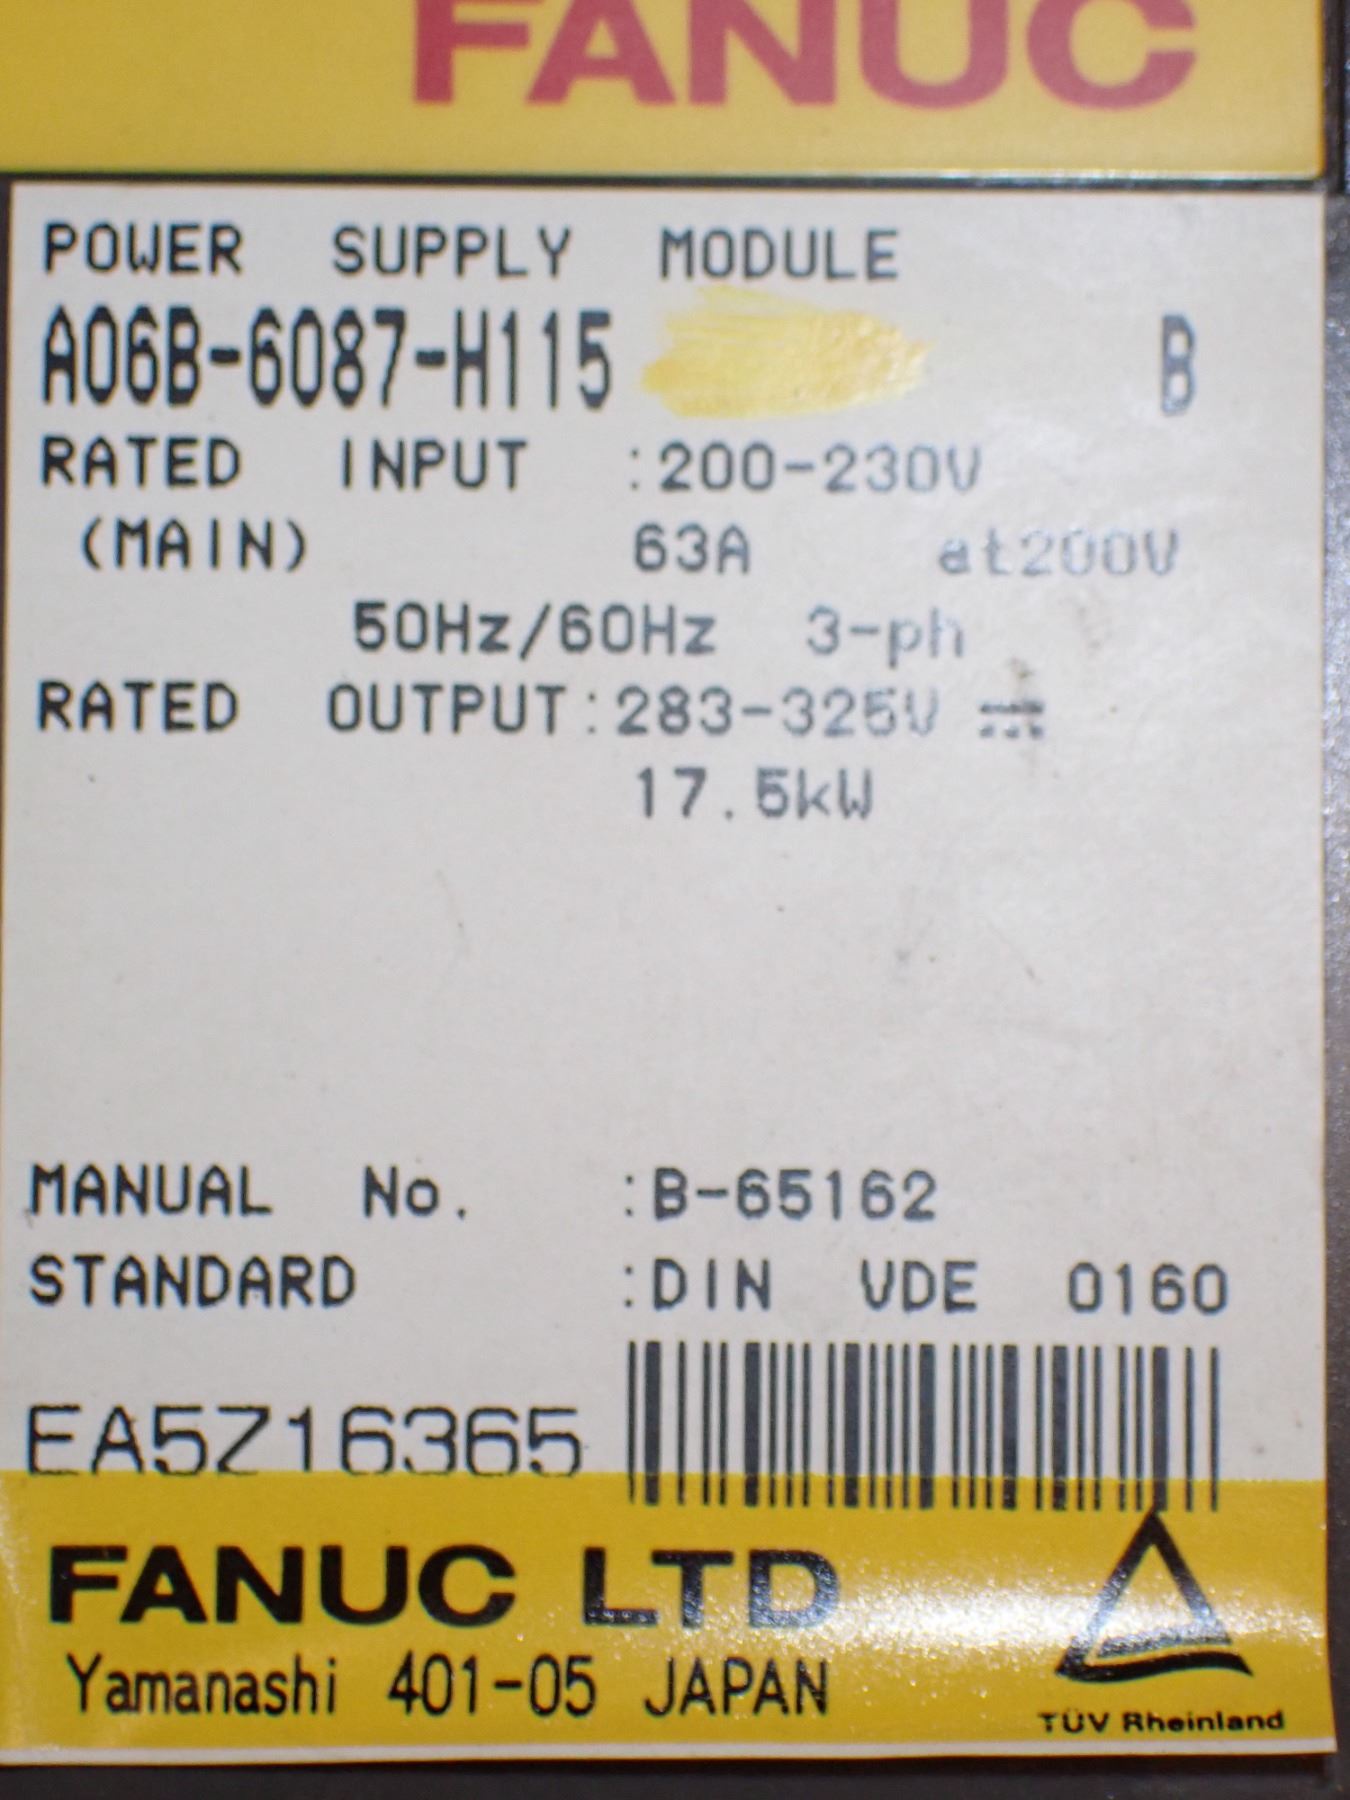 FANUC
POWER SUPPLY MODULE
A06B-6087-H115 B
RATED INPUT :200-230V
(MAIN) 63A at200V
50Hz/60Hz 3-ph
RATED OUTPUT:283-325V ⎓
17.5kW
MANUAL No. :B-65162
STANDARD :DIN VDE 0160
EA5Z16365
FANUC LTD
Yamanashi 401-05 JAPAN
TÜV Rheinland